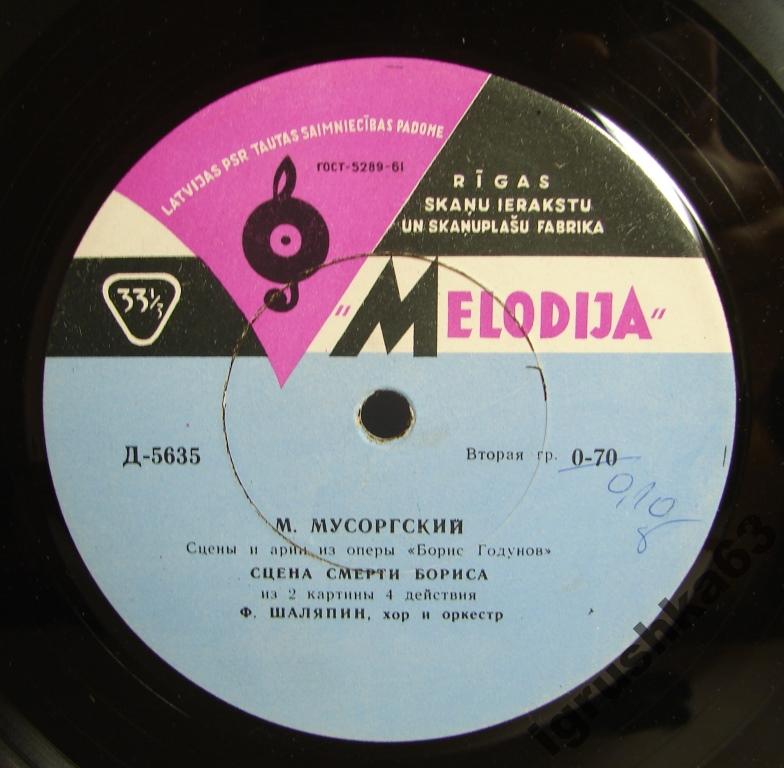 LATVIJAS PSR TAUTAS SAIMNIECĪBAS PADOME
ГОСТ-5289-61
RĪGAS
SKAŅU IERAKSTU
UN SKAŅUPLAŠU FABRIKA
33⅓
"MELODIJA"
Д-5635
Вторая гр. 0-70
0,10
8
М. МУСОРГСКИЙ
Сцены и арии из оперы «Борис Годунов»
СЦЕНА СМЕРТИ БОРИСА
из 2 картины 4 действия
Ф. ШАЛЯПИН, хор и оркестр
igrushka63